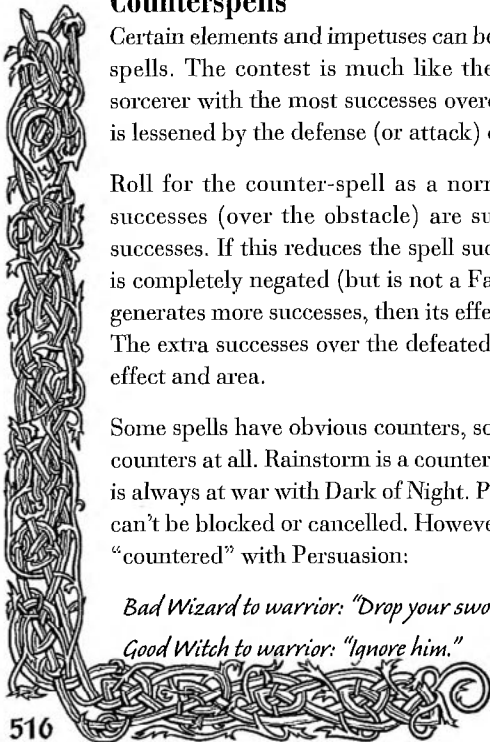 Counterspells
Certain elements and impetuses can be
spells. The contest is much like the
sorcerer with the most successes over
is lessened by the defense (or attack)
Roll for the counter-spell as a nor
successes (over the obstacle) are su
successes. If this reduces the spell suc
is completely negated (but is not a Fa
generates more successes, then its effe
The extra successes over the defeated
effect and area.
Some spells have obvious counters, so
counters at all. Rainstorm is a counter
is always at war with Dark of Night. P
can't be blocked or cancelled. Howeve
"countered" with Persuasion:
Bad Wizard to warrior: "Drop your swo
Good Witch to warrior: "Ignore him."
516